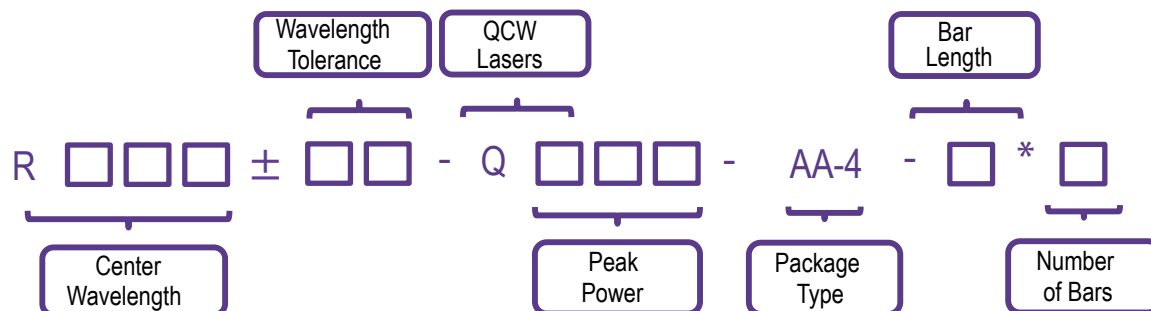 Wavelength
Tolerance
QCW
Lasers
Bar
Length
R □□□ ± □□ - Q □□□ - AA-4 - □ * □
Center
Wavelength
Peak
Power
Package
Type
Number
of Bars